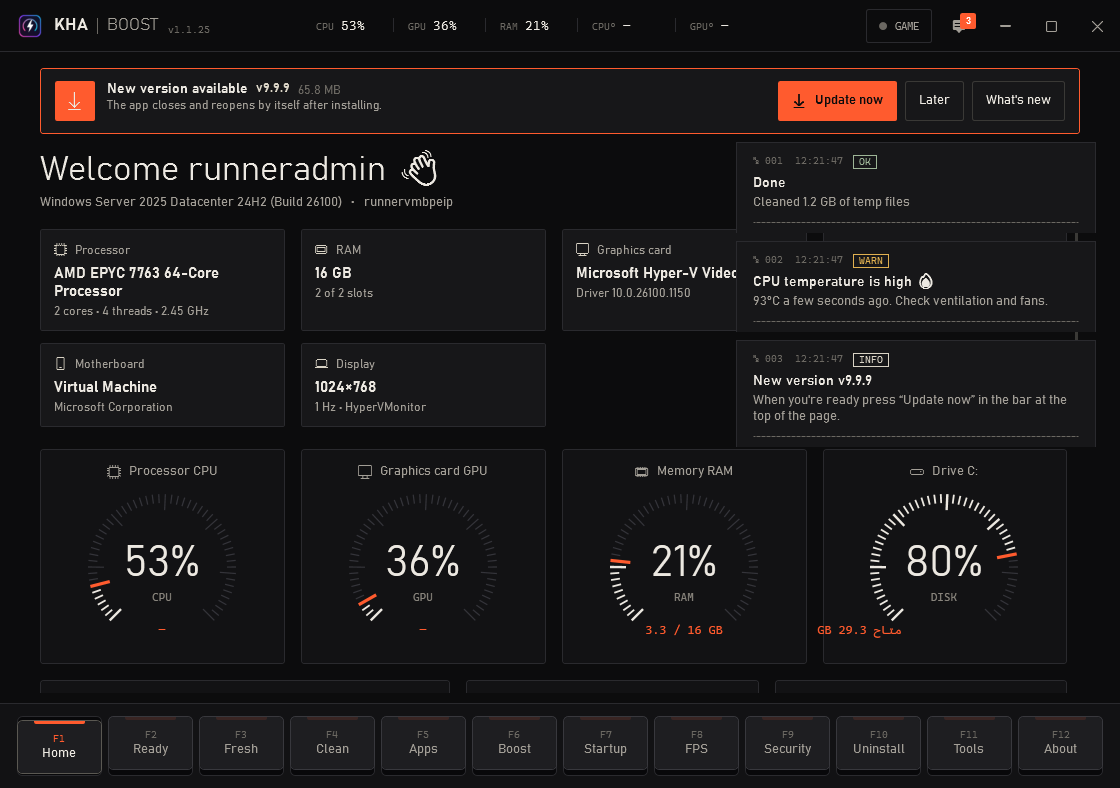 KHA | BOOST v1.1.25
CPU 53% GPU 36% RAM 21% CPU° — GPU° —
GAME
3
New version available v9.9.9 65.8 MB
The app closes and reopens by itself after installing.
Update now
Later
What's new
Welcome runneradmin
Windows Server 2025 Datacenter 24H2 (Build 26100) • runnervmbpeip
Processor
AMD EPYC 7763 64-Core
Processor
2 cores • 4 threads • 2.45 GHz
RAM
16 GB
2 of 2 slots
Graphics card
Microsoft Hyper-V Video
Driver 10.0.26100.1150
Motherboard
Virtual Machine
Microsoft Corporation
Display
1024×768
1 Hz • HyperVMonitor
№ 001 12:21:47 OK
Done
Cleaned 1.2 GB of temp files
№ 002 12:21:47 WARN
CPU temperature is high
93°C a few seconds ago. Check ventilation and fans.
№ 003 12:21:47 INFO
New version v9.9.9
When you're ready press “Update now” in the bar at the
top of the page.
Processor CPU
53%
CPU
—
Graphics card GPU
36%
GPU
—
Memory RAM
21%
RAM
3.3 / 16 GB
Drive C:
80%
DISK
متاح 29.3 GB
F1
Home
F2
Ready
F3
Fresh
F4
Clean
F5
Apps
F6
Boost
F7
Startup
F8
FPS
F9
Security
F10
Uninstall
F11
Tools
F12
About